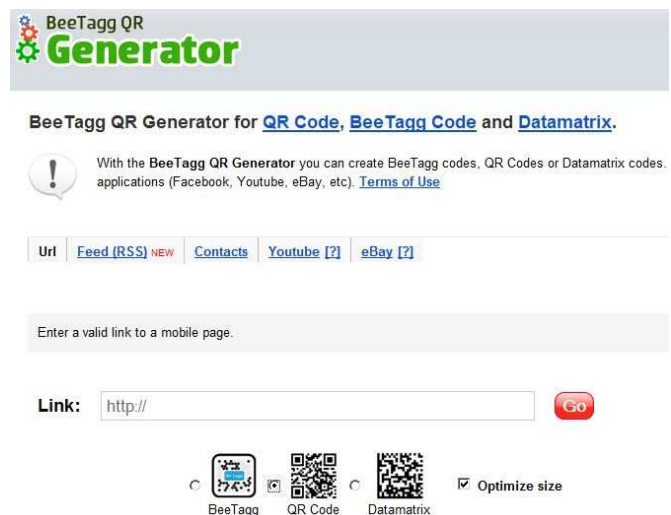 BeeTagg QR
Generator
BeeTagg QR Generator for QR Code, BeeTagg Code and Datamatrix.
With the BeeTagg QR Generator you can create BeeTagg codes, QR Codes or Datamatrix codes.
applications (Facebook, Youtube, eBay, etc). Terms of Use
Url Feed (RSS) NEW Contacts Youtube [?] eBay [?]
Enter a valid link to a mobile page.
Link: http:// Go
BeeTagg QR Code Datamatrix Optimize size